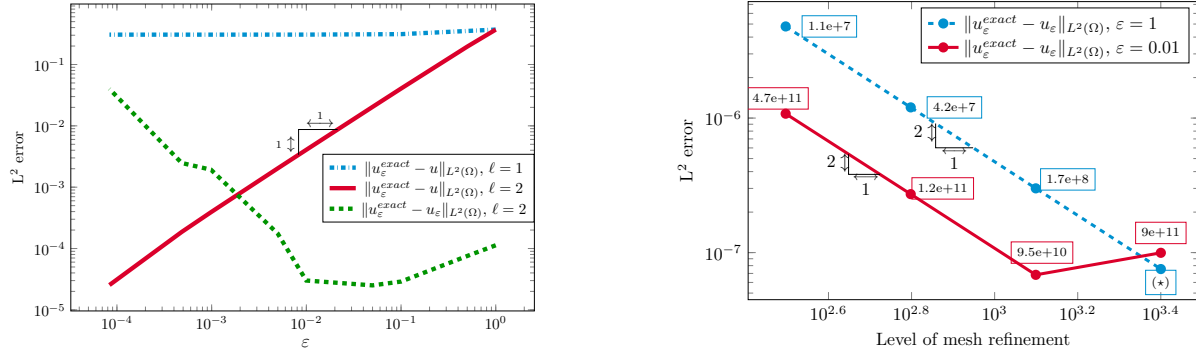 10⁻¹
10⁻²
10⁻³
10⁻⁴
10⁻⁵
L² error
1
1
‖u_ε^{exact} − u‖_{L²(Ω)}, ℓ = 1
‖u_ε^{exact} − u‖_{L²(Ω)}, ℓ = 2
‖u_ε^{exact} − u_ε‖_{L²(Ω)}, ℓ = 2
10⁻⁴ 10⁻³ 10⁻² 10⁻¹ 10⁰
ε
‖u_ε^{exact} − u_ε‖_{L²(Ω)}, ε = 1
‖u_ε^{exact} − u_ε‖_{L²(Ω)}, ε = 0.01
10⁻⁶
10⁻⁷
L² error
1.1e+7
4.7e+11
4.2e+7
2
1
2
1
1.2e+11
1.7e+8
9.5e+10
9e+11
(⋆)
10^{2.6} 10^{2.8} 10³ 10^{3.2} 10^{3.4}
Level of mesh refinement